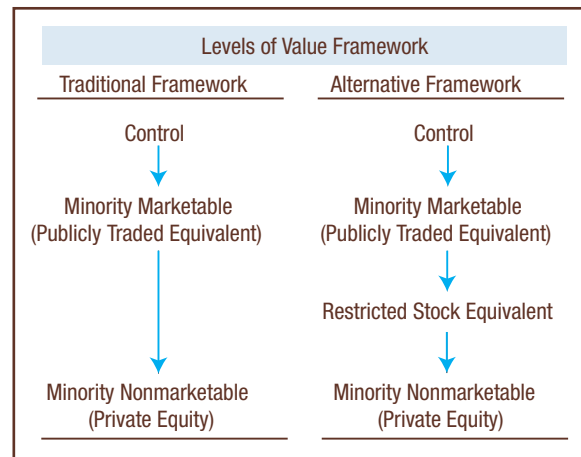 Levels of Value Framework
Traditional Framework
Control
Minority Marketable
(Publicly Traded Equivalent)
Minority Nonmarketable
(Private Equity)
Alternative Framework
Control
Minority Marketable
(Publicly Traded Equivalent)
Restricted Stock Equivalent
Minority Nonmarketable
(Private Equity)